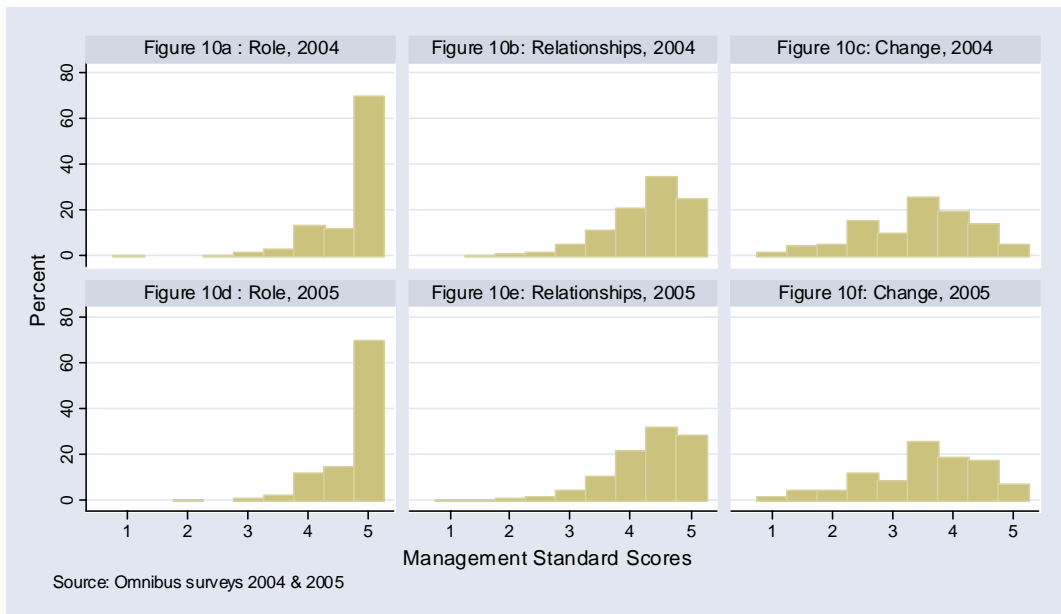 Figure 10a : Role, 2004
Figure 10b: Relationships, 2004
Figure 10c: Change, 2004
80
60
40
20
0
Figure 10d : Role, 2005
Figure 10e: Relationships, 2005
Figure 10f: Change, 2005
80
60
40
20
0
Percent
1 2 3 4 5
1 2 3 4 5
1 2 3 4 5
Management Standard Scores
Source: Omnibus surveys 2004 & 2005